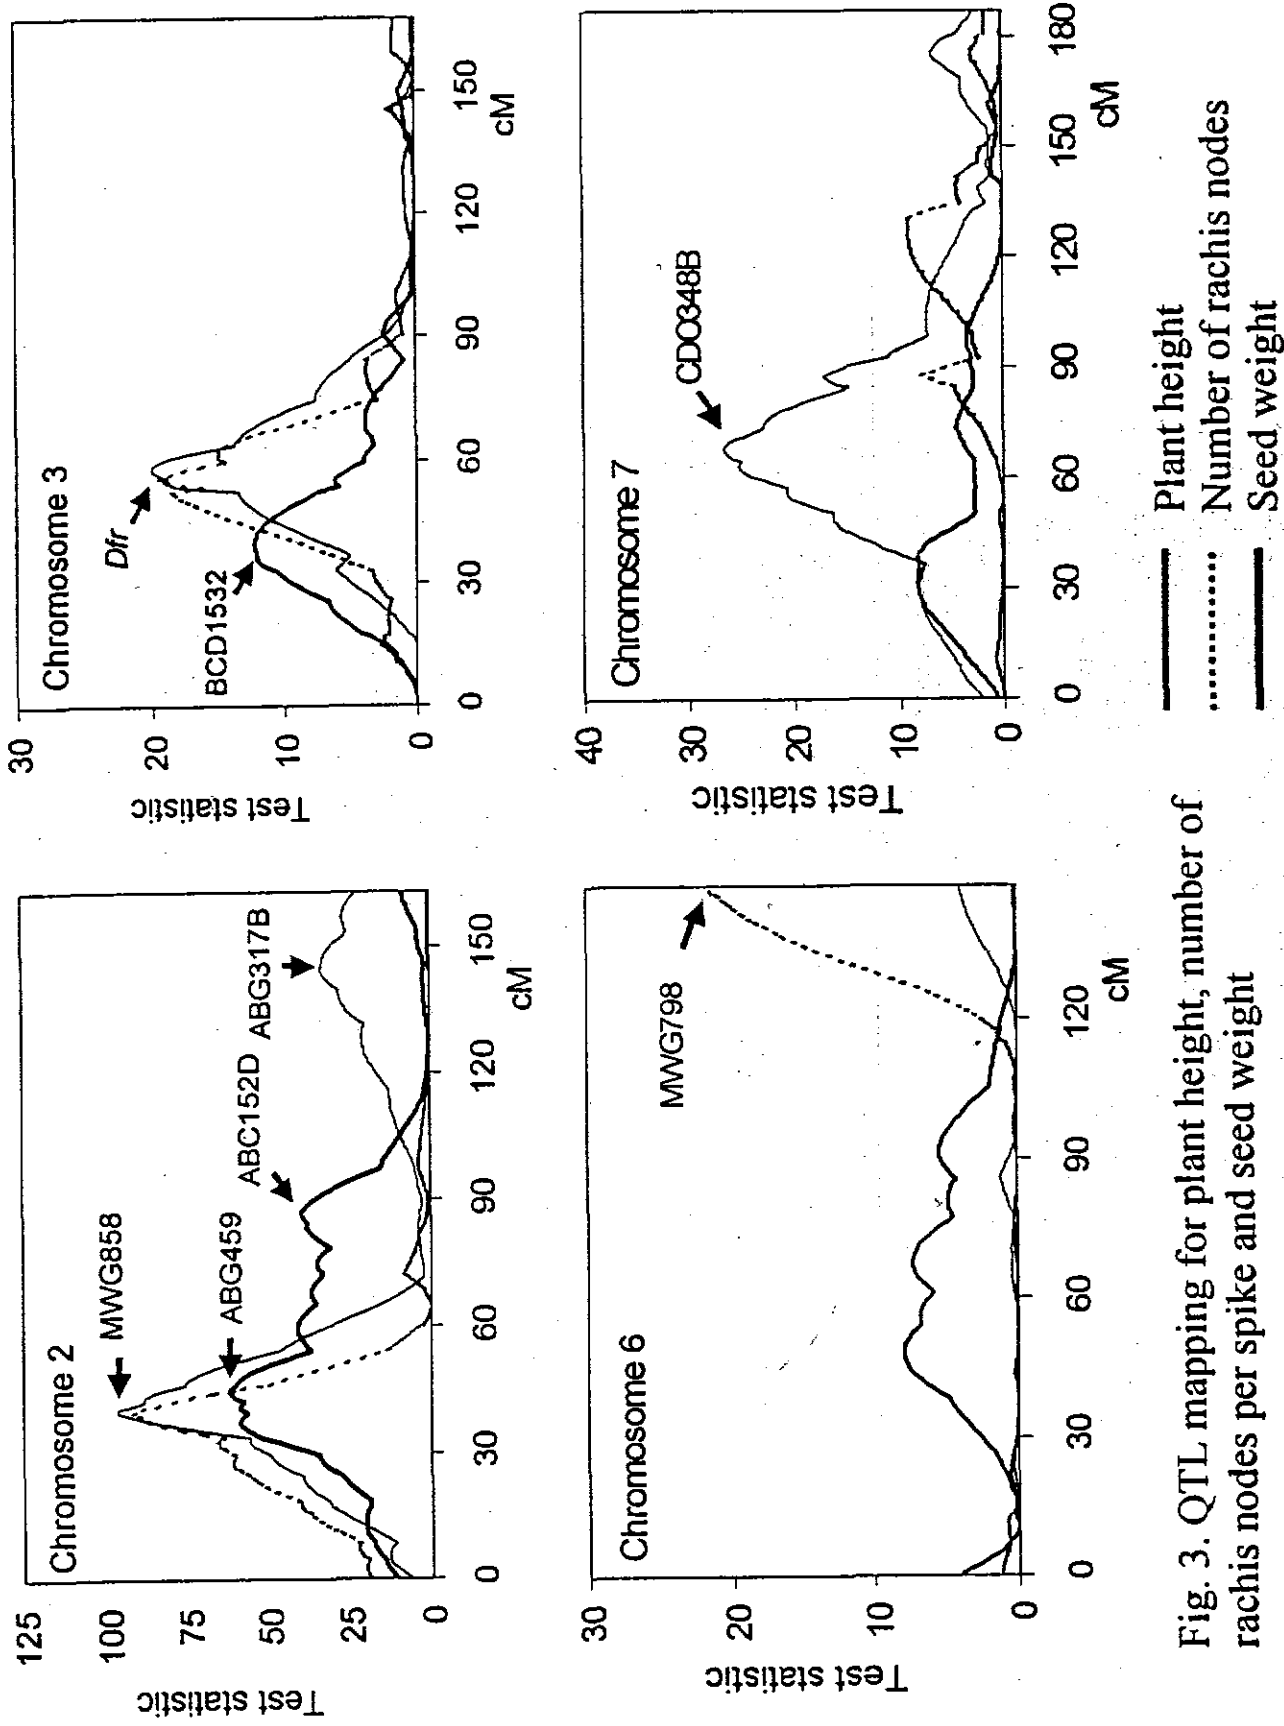 Chromosome 2
Test statistic
125
100
75
50
25
0
MWG858
ABG459
ABC152D
ABG317B
0
30
60
90
120
150
cM
Chromosome 3
Test statistic
30
20
10
0
Dfr
BCD1532
0
30
60
90
120
150
cM
Chromosome 6
Test statistic
30
20
10
0
MWG798
0
30
60
90
120
cM
Chromosome 7
Test statistic
40
30
20
10
0
CDO348B
0
30
60
90
120
150
180
cM
Fig. 3. QTL mapping for plant height, number of
rachis nodes per spike and seed weight
Plant height
Number of rachis nodes
Seed weight